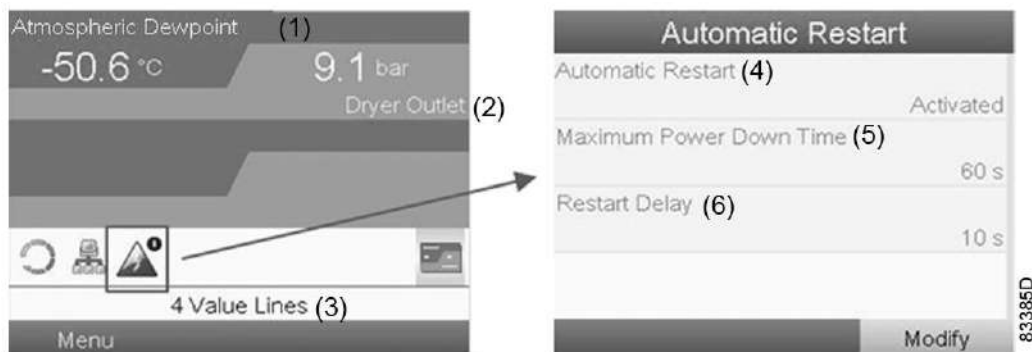 Atmospheric Dewpoint (1)
-50.6 °C
9.1 bar
Dryer Outlet (2)
4 Value Lines (3)
Menu
Automatic Restart
Automatic Restart (4)
Activated
Maximum Power Down Time (5)
60 s
Restart Delay (6)
10 s
Modify
83385D